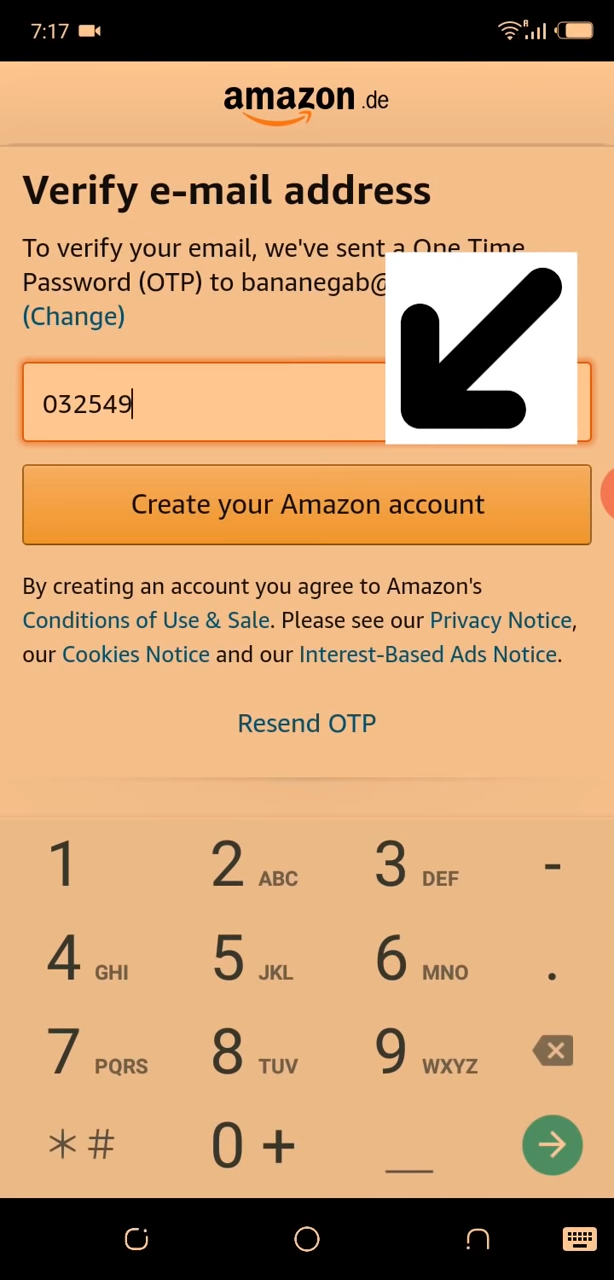 7:17
R
amazon.de
Verify e-mail address
To verify your email, we've sent a One Time
Password (OTP) to bananegab@
(Change)
032549
Create your Amazon account
By creating an account you agree to Amazon's
Conditions of Use & Sale. Please see our Privacy Notice,
our Cookies Notice and our Interest-Based Ads Notice.
Resend OTP
1 2 ABC 3 DEF -
4 GHI 5 JKL 6 MNO .
7 PQRS 8 TUV 9 WXYZ
*# 0 + _